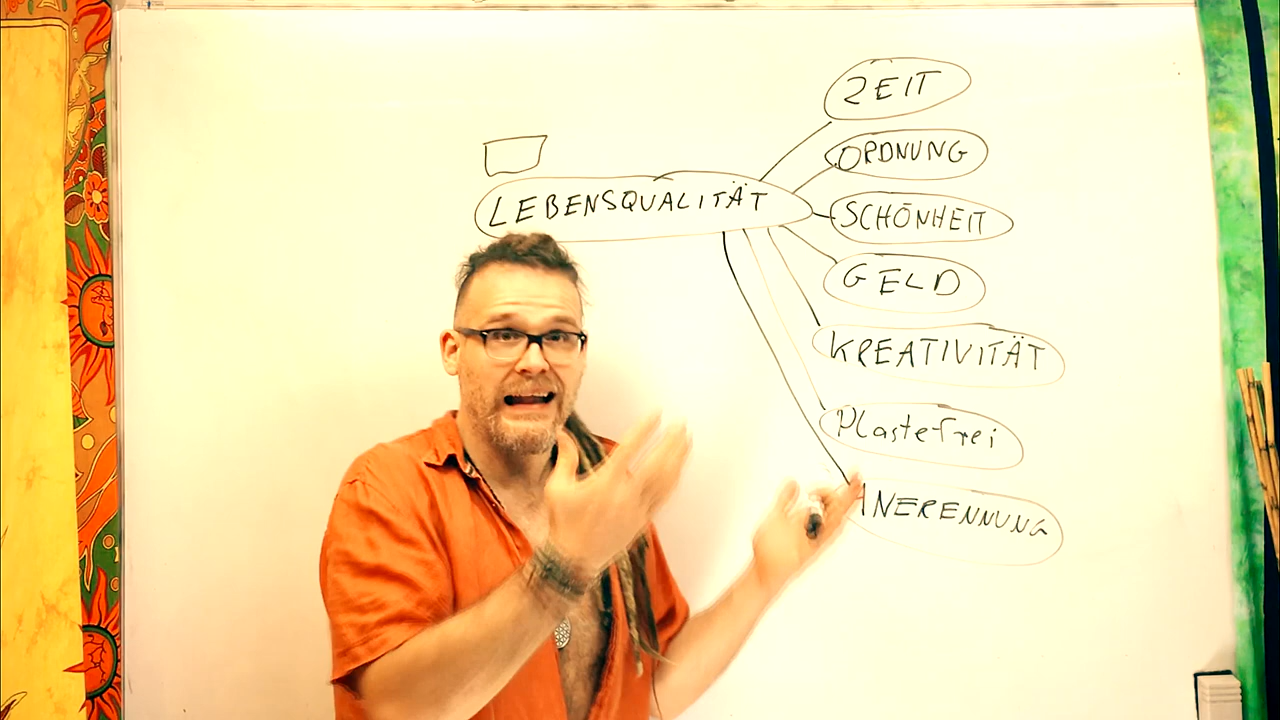 ZEIT
ORDNUNG
LEBENSQUALITÄT
SCHÖNHEIT
GELD
KREATIVITÄT
Plastefrei
ANERENNUNG